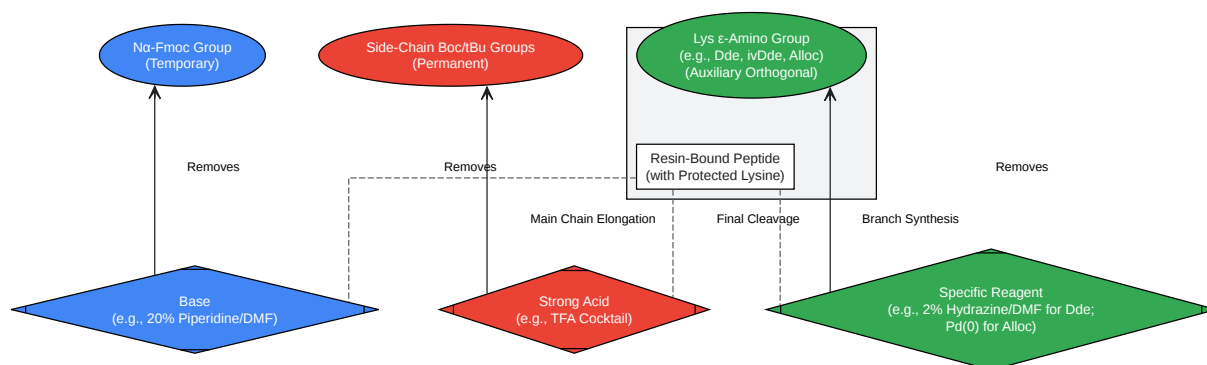 Nα-Fmoc Group
(Temporary)
Side-Chain Boc/tBu Groups
(Permanent)
Lys ε-Amino Group
(e.g., Dde, ivDde, Alloc)
(Auxiliary Orthogonal)
Removes
Removes
Removes
Resin-Bound Peptide
(with Protected Lysine)
Main Chain Elongation
Final Cleavage
Branch Synthesis
Base
(e.g., 20% Piperidine/DMF)
Strong Acid
(e.g., TFA Cocktail)
Specific Reagent
(e.g., 2% Hydrazine/DMF for Dde;
Pd(0) for Alloc)